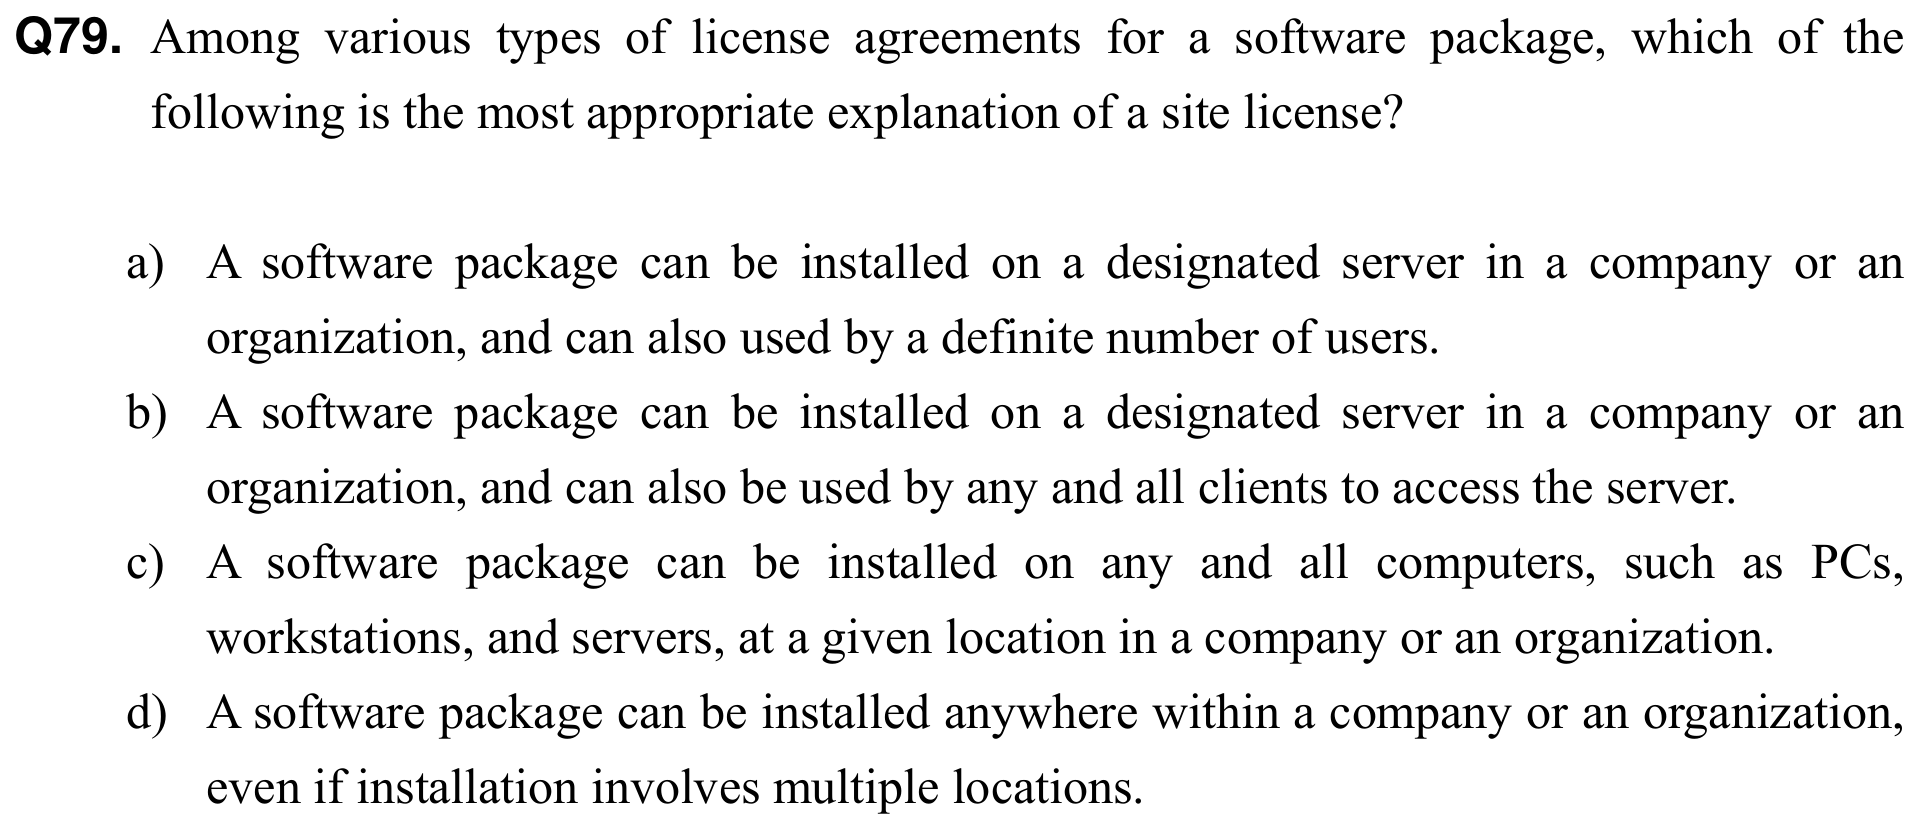 Q79. Among various types of license agreements for a software package, which of the
following is the most appropriate explanation of a site license?
a) A software package can be installed on a designated server in a company or an
organization, and can also used by a definite number of users.
b) A software package can be installed on a designated server in a company or an
organization, and can also be used by any and all clients to access the server.
c) A software package can be installed on any and all computers, such as PCs,
workstations, and servers, at a given location in a company or an organization.
d) A software package can be installed anywhere within a company or an organization,
even if installation involves multiple locations.